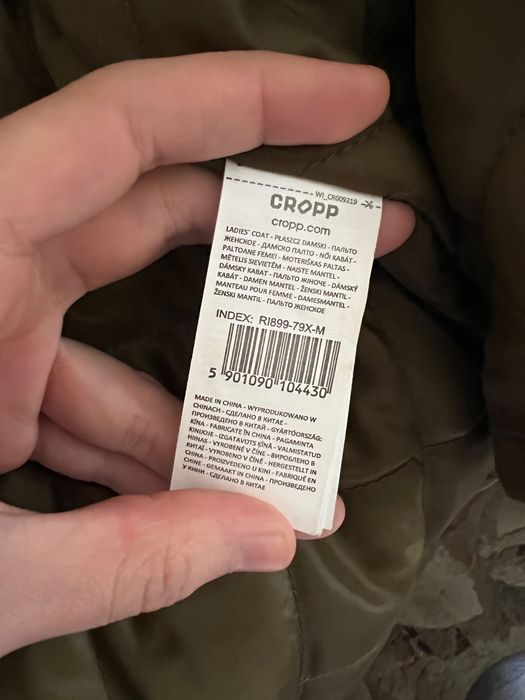 WI_CR009219
CROPP
cropp.com
LADIES' COAT - PŁASZCZ DAMSKI - ПАЛЬТО
ЖЕНСКОЕ - ДАМСКО ПАЛТО - NŐI KABÁT -
PALTOANE FEMEI - MOTERIŠKAS PALTAS -
MĒTELIS SIEVIETĒM - NAISTE MANTEL -
DÁMSKY KABAT - ПАЛЬТО ЖІНОЧЕ - DÁMSKÝ
KABÁT - DAMEN MANTEL - ŽENSKI MANTIL -
MANTEAU POUR FEMME - DAMESMANTEL -
ŽENSKI MANTIL - ПАЛЬТО ЖЕНСКОЕ
INDEX: RI899-79X-M
5 901090 104430
MADE IN CHINA - WYPRODUKOWANO W
CHINACH - СДЕЛАНО В КИТАЕ -
ПРОИЗВЕДЕНО В КИТАЙ - GYÁRTÓORSZÁG:
KÍNA - FABRICATE ÎN CHINA - PAGAMINTA
KINIJOJE - IZGATAVOTS ĶĪNĀ - VALMISTATUD
HIINAS - VYROBENÉ V ČÍNE - ВИРОБЛЕНО В
КИТАЇ - VYROBENO V ČÍNĚ - HERGESTELLT IN
CHINA - PROIZVEDENO U KINI - FABRIQUÉ EN
CHINE - GEMAAKT IN CHINA - ПРОИЗВЕДЕНО
У КИНИ - СДЕЛАНО В КИТАЕ